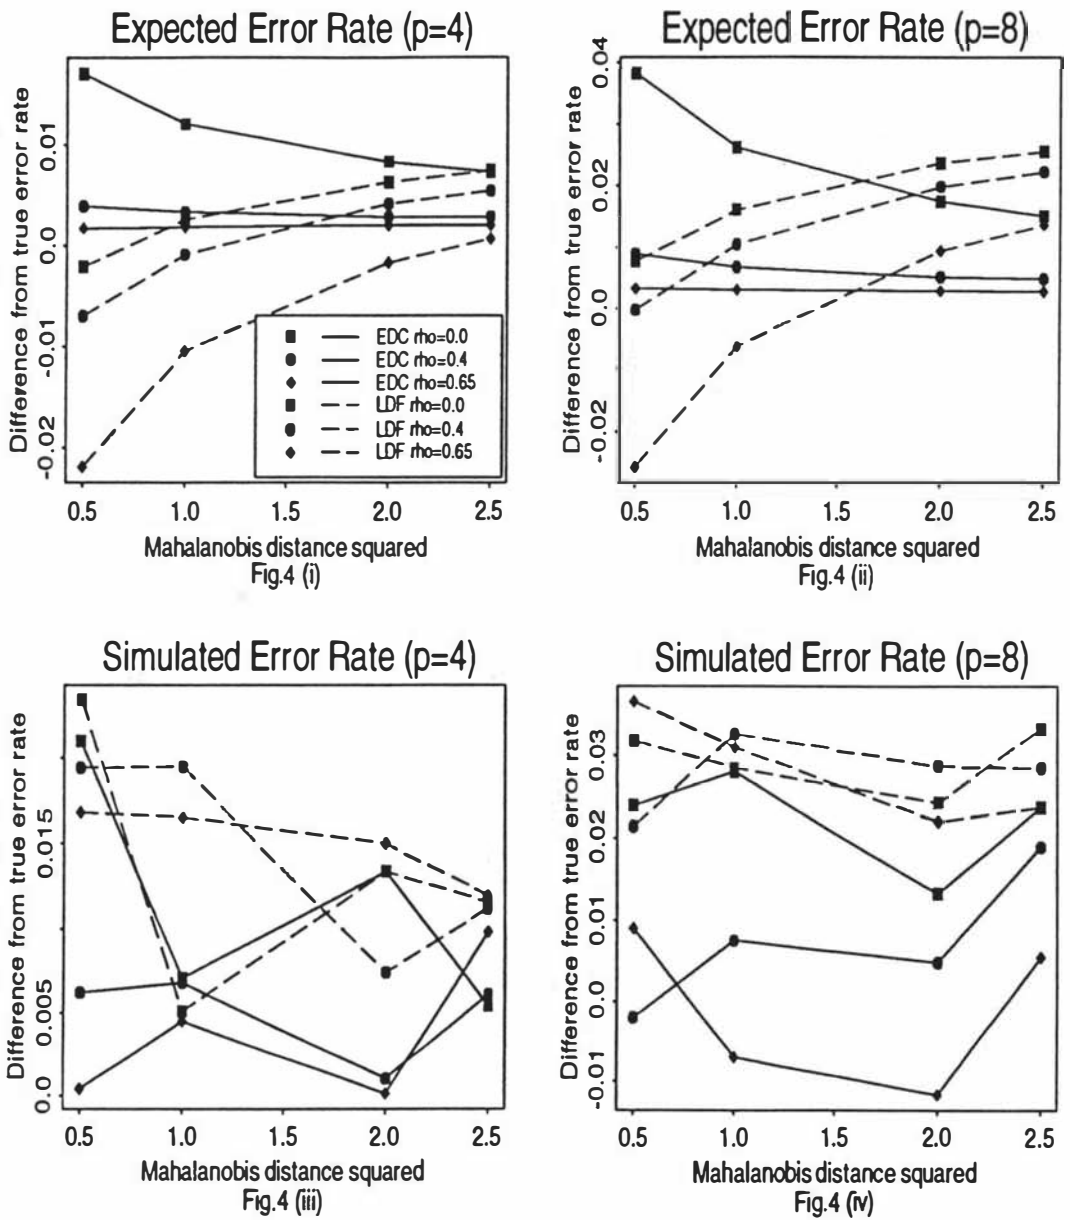 Expected Error Rate (p=4)
Difference from true error rate
0.01
0.0
-0.01
-0.02
EDC rho=0.0
EDC rho=0.4
EDC rho=0.65
LDF rho=0.0
LDF rho=0.4
LDF rho=0.65
0.5 1.0 1.5 2.0 2.5
Mahalanobis distance squared
Fig.4 (i)
Expected Error Rate (p=8)
Difference from true error rate
0.04
0.02
0.0
-0.02
0.5 1.0 1.5 2.0 2.5
Mahalanobis distance squared
Fig.4 (ii)
Simulated Error Rate (p=4)
Difference from true error rate
0.015
0.005
0.0
0.5 1.0 1.5 2.0 2.5
Mahalanobis distance squared
Fig.4 (iii)
Simulated Error Rate (p=8)
Difference from true error rate
0.03
0.02
0.01
0.0
-0.01
0.5 1.0 1.5 2.0 2.5
Mahalanobis distance squared
Fig.4 (iv)